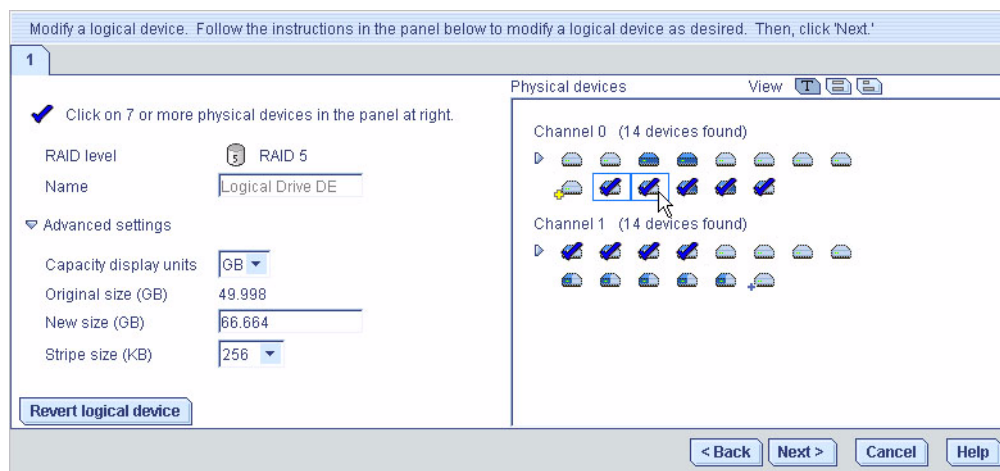 Modify a logical device. Follow the instructions in the panel below to modify a logical device as desired. Then, click 'Next.'
1
Click on 7 or more physical devices in the panel at right.
RAID level 5 RAID 5
Name Logical Drive DE
Advanced settings
Capacity display units GB
Original size (GB) 49.998
New size (GB) 66.664
Stripe size (KB) 256
Revert logical device
Physical devices View T
Channel 0 (14 devices found)
Channel 1 (14 devices found)
< Back Next > Cancel Help